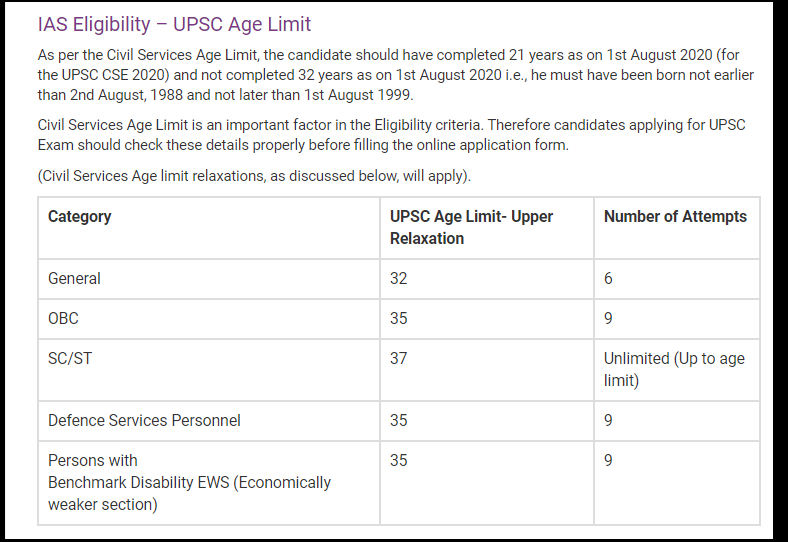 IAS Eligibility – UPSC Age Limit
As per the Civil Services Age Limit, the candidate should have completed 21 years as on 1st August 2020 (for
the UPSC CSE 2020) and not completed 32 years as on 1st August 2020 i.e., he must have been born not earlier
than 2nd August, 1988 and not later than 1st August 1999.
Civil Services Age Limit is an important factor in the Eligibility criteria. Therefore candidates applying for UPSC
Exam should check these details properly before filling the online application form.
(Civil Services Age limit relaxations, as discussed below, will apply).
Category UPSC Age Limit- Upper Number of Attempts
Relaxation
General 32 6
OBC 35 9
SC/ST 37 Unlimited (Up to age
limit)
Defence Services Personnel 35 9
Persons with 35 9
Benchmark Disability EWS (Economically
weaker section)